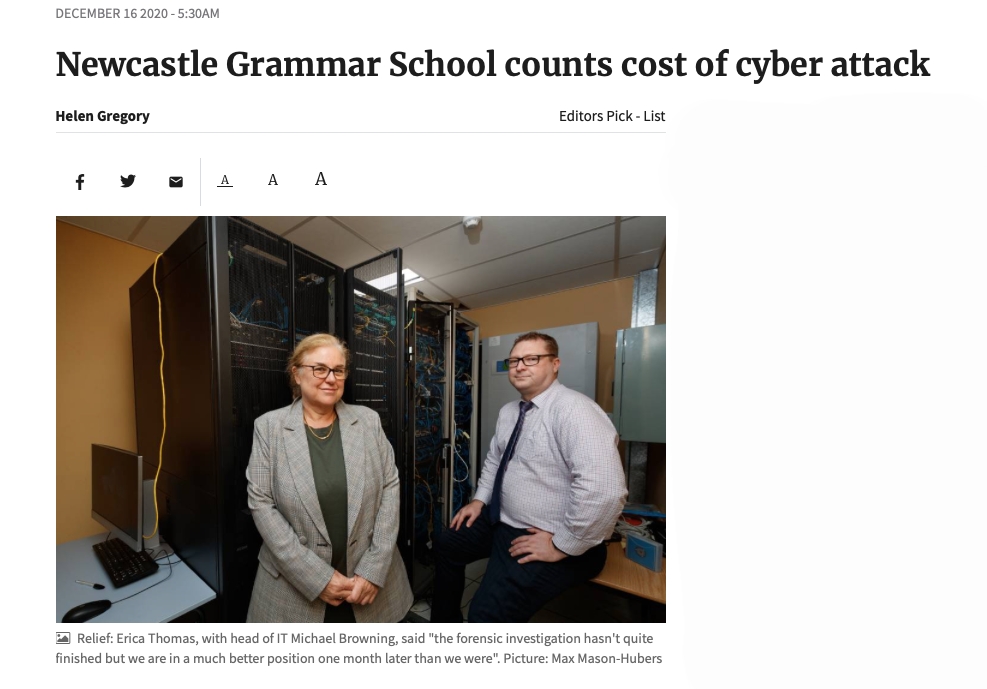 DECEMBER 16 2020 - 5:30AM
Newcastle Grammar School counts cost of cyber attack
Helen Gregory
Editors Pick - List
A A A
Relief: Erica Thomas, with head of IT Michael Browning, said "the forensic investigation hasn't quite
finished but we are in a much better position one month later than we were". Picture: Max Mason-Hubers